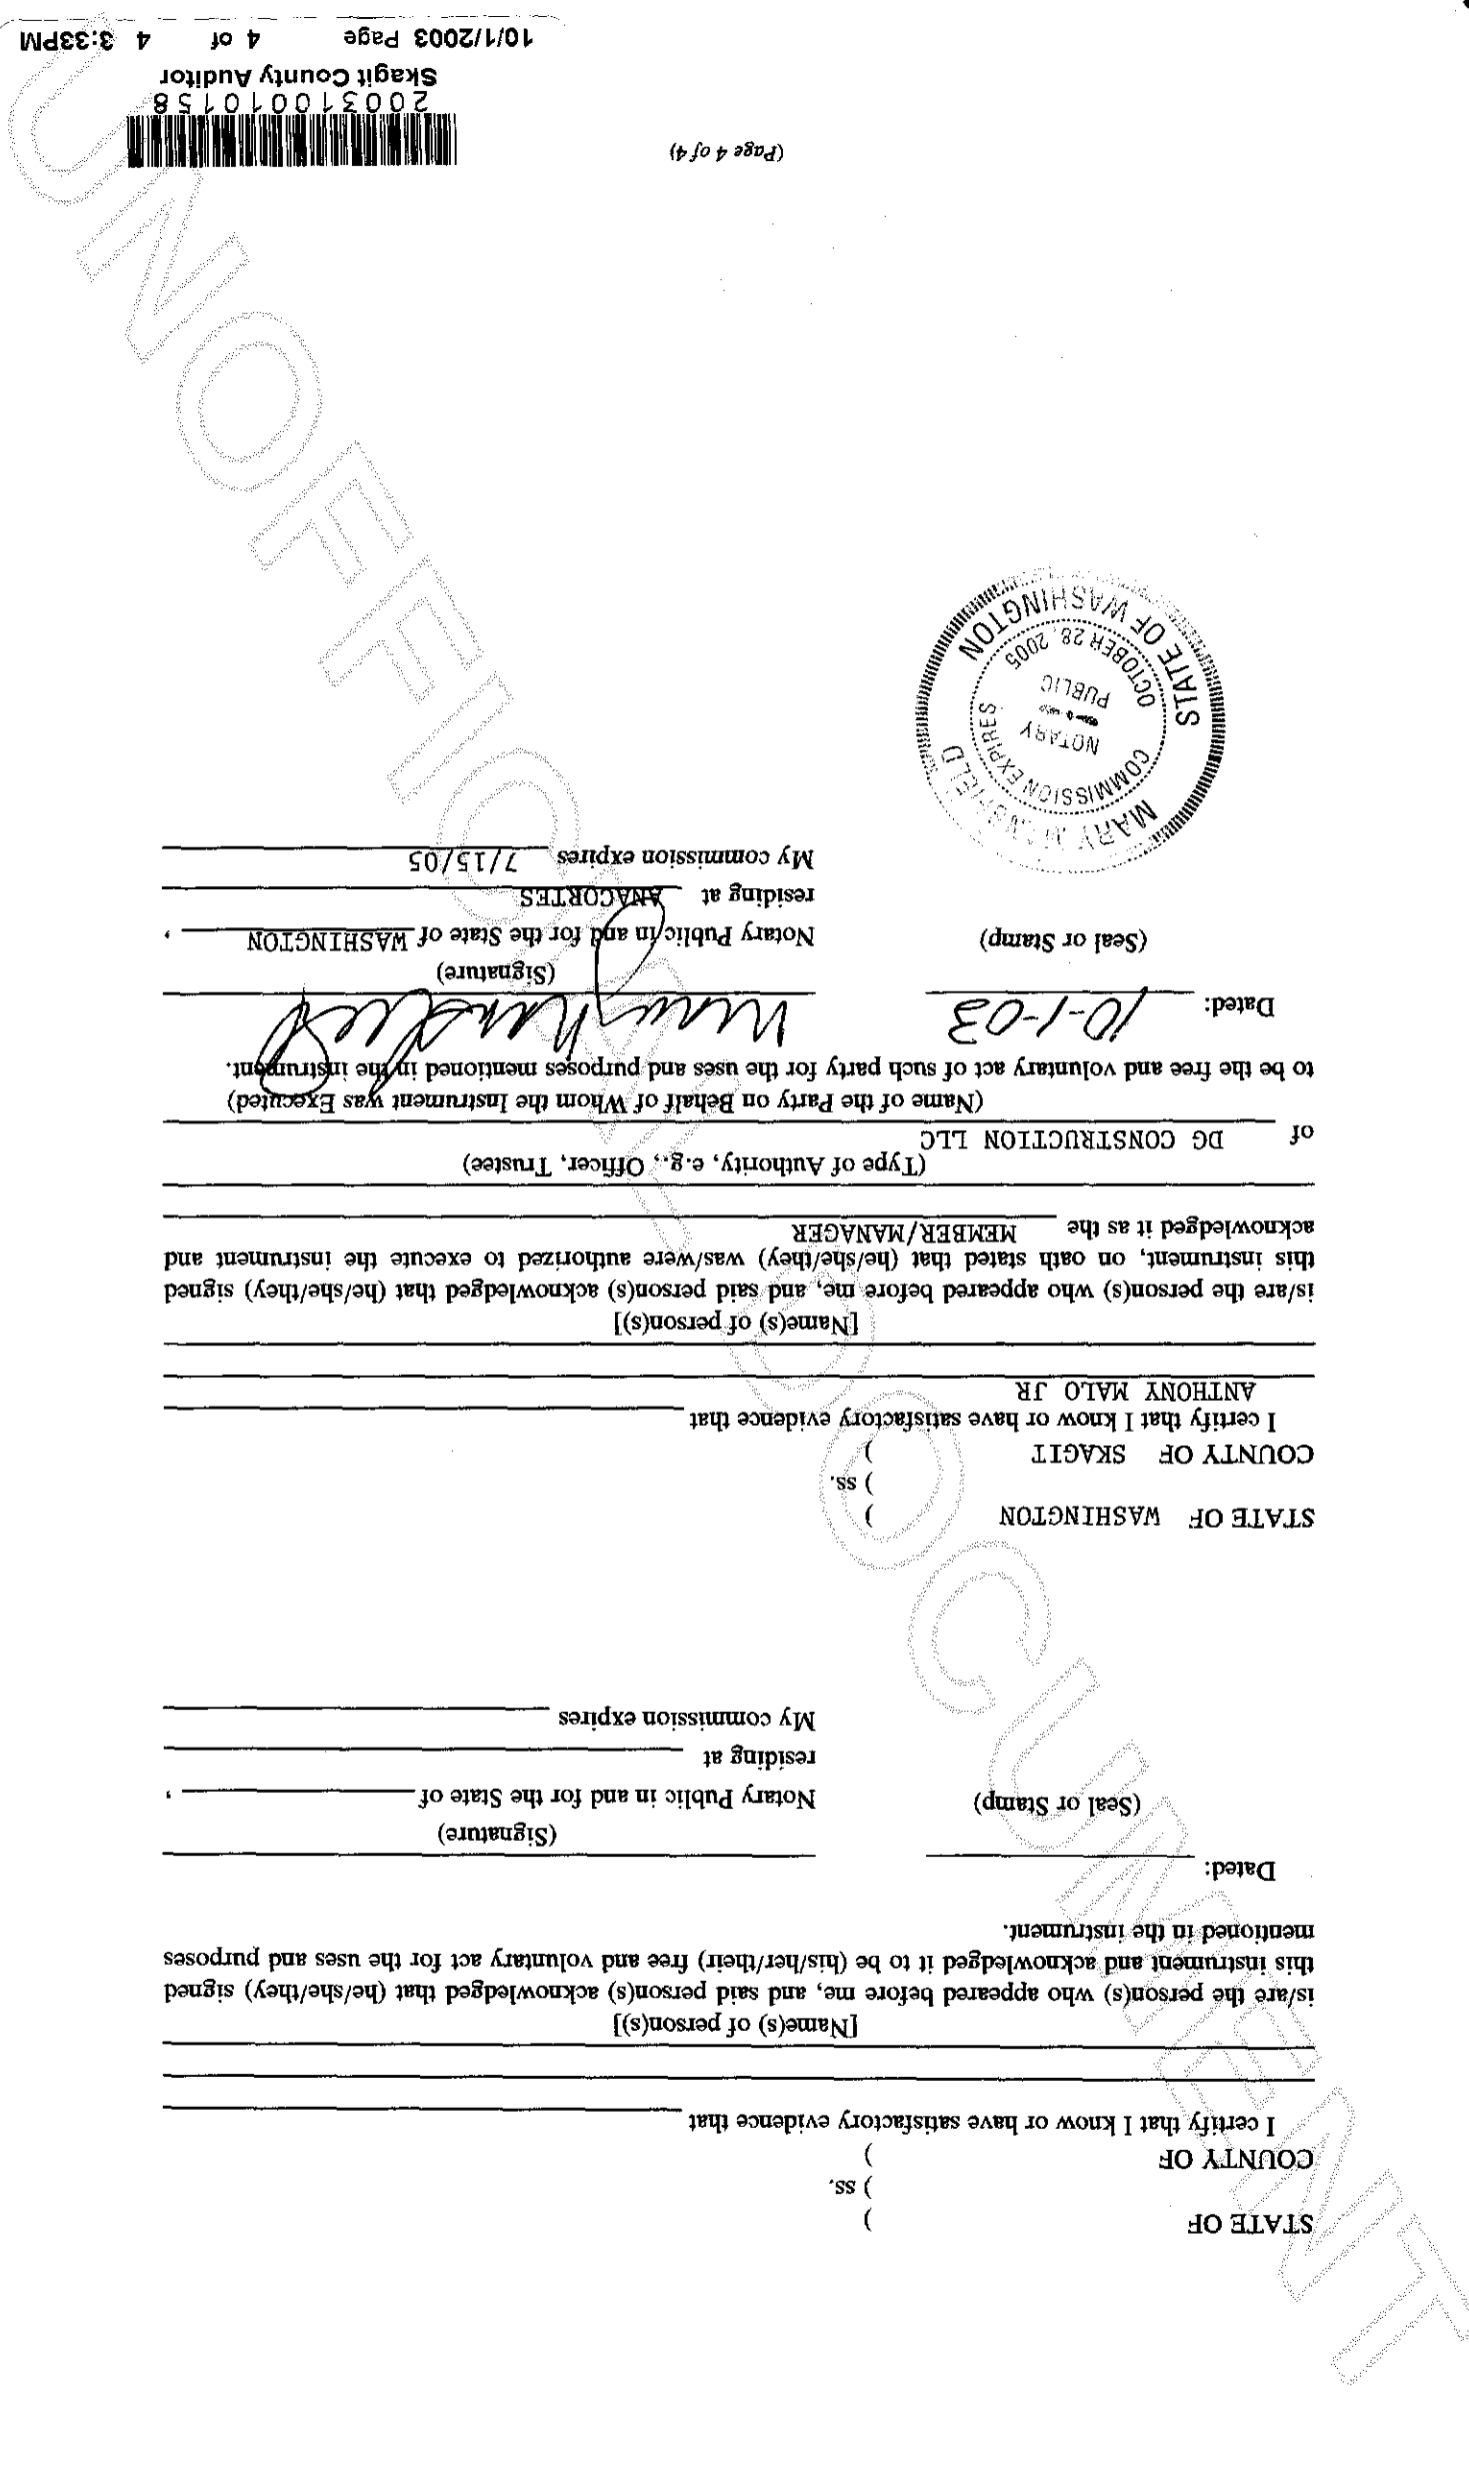 STATE OF )
) ss.
COUNTY OF )
I certify that I know or have satisfactory evidence that
[Name(s) of person(s)]
is/are the person(s) who appeared before me, and said person(s) acknowledged that (he/she/they) signed
this instrument and acknowledged it to be (his/her/their) free and voluntary act for the uses and purposes
mentioned in the instrument.
Dated:
(Signature)
(Seal or Stamp)
Notary Public in and for the State of ,
residing at
My commission expires
STATE OF WASHINGTON )
) ss.
COUNTY OF SKAGIT )
I certify that I know or have satisfactory evidence that
ANTHONY MALO JR
[Name(s) of person(s)]
is/are the person(s) who appeared before me, and said person(s) acknowledged that (he/she/they) signed
this instrument, on oath stated that (he/she/they) was/were authorized to execute the instrument and
acknowledged it as the MEMBER/MANAGER
(Type of Authority, e.g., Officer, Trustee)
of DG CONSTRUCTION LLC
(Name of the Party on Behalf of Whom the Instrument was Executed)
to be the free and voluntary act of such party for the uses and purposes mentioned in the instrument.
Dated: 10-1-03
(Signature)
(Seal or Stamp)
Notary Public in and for the State of WASHINGTON ,
residing at ANACORTES
My commission expires 7/15/05
MARY
COMMISSION EXPIRES
NOTARY
PUBLIC
OCTOBER 28, 2005
STATE OF WASHINGTON
(Page 4 of 4)
200310010158
Skagit County Auditor
10/1/2003 Page 4 of 4 3:33PM
UNOFFICIAL DOCUMENT